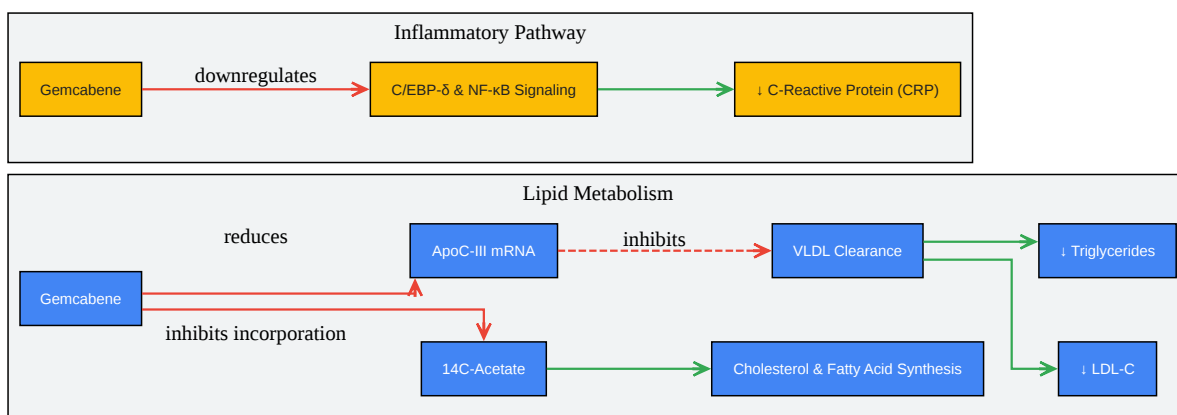 Inflammatory Pathway
Gemcabene
downregulates
C/EBP-δ & NF-κB Signaling
↓ C-Reactive Protein (CRP)
Lipid Metabolism
reduces
ApoC-III mRNA
inhibits
VLDL Clearance
↓ Triglycerides
Gemcabene
inhibits incorporation
14C-Acetate
Cholesterol & Fatty Acid Synthesis
↓ LDL-C